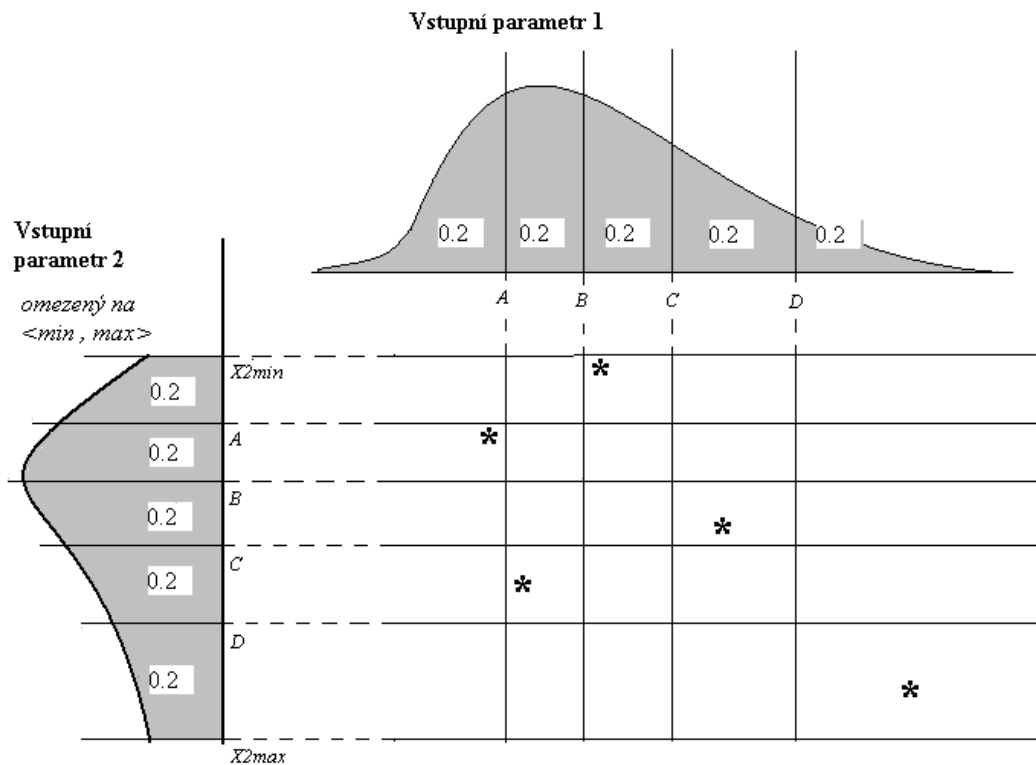 Vstupní parametr 1
0.2 0.2 0.2 0.2 0.2
A B C D
Vstupní
parametr 2
omezený na
<min , max>
X2min
0.2
A
0.2
B
0.2
C
0.2
D
0.2
X2max
* 
*
*
*
*